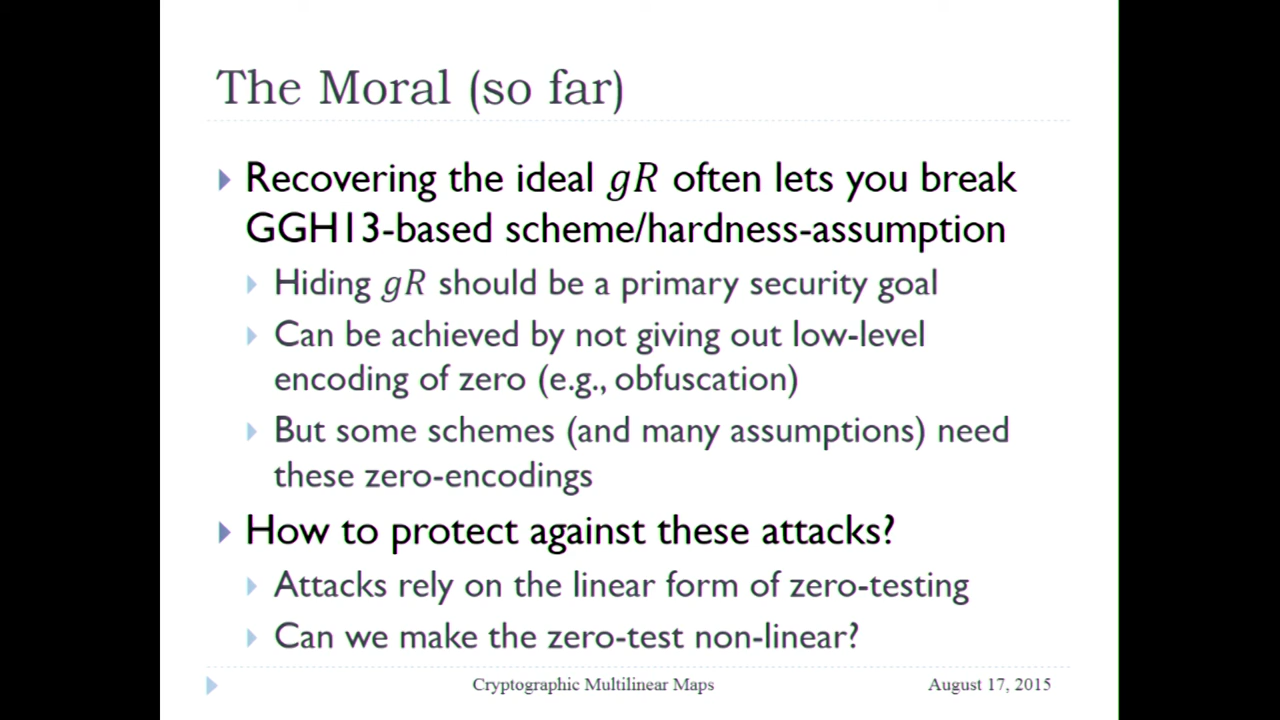 The Moral (so far)
Recovering the ideal gR often lets you break
GGH13-based scheme/hardness-assumption
Hiding gR should be a primary security goal
Can be achieved by not giving out low-level
encoding of zero (e.g., obfuscation)
But some schemes (and many assumptions) need
these zero-encodings
How to protect against these attacks?
Attacks rely on the linear form of zero-testing
Can we make the zero-test non-linear?
Cryptographic Multilinear Maps
August 17, 2015